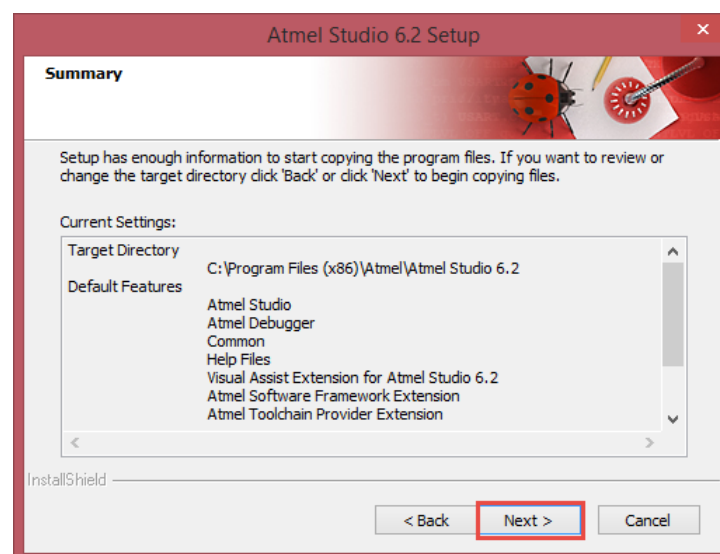 Atmel Studio 6.2 Setup
Summary
Setup has enough information to start copying the program files. If you want to review or
change the target directory click 'Back' or click 'Next' to begin copying files.
Current Settings:
Target Directory
C:\Program Files (x86)\Atmel\Atmel Studio 6.2
Default Features
Atmel Studio
Atmel Debugger
Common
Help Files
Visual Assist Extension for Atmel Studio 6.2
Atmel Software Framework Extension
Atmel Toolchain Provider Extension
InstallShield
< Back Next > Cancel